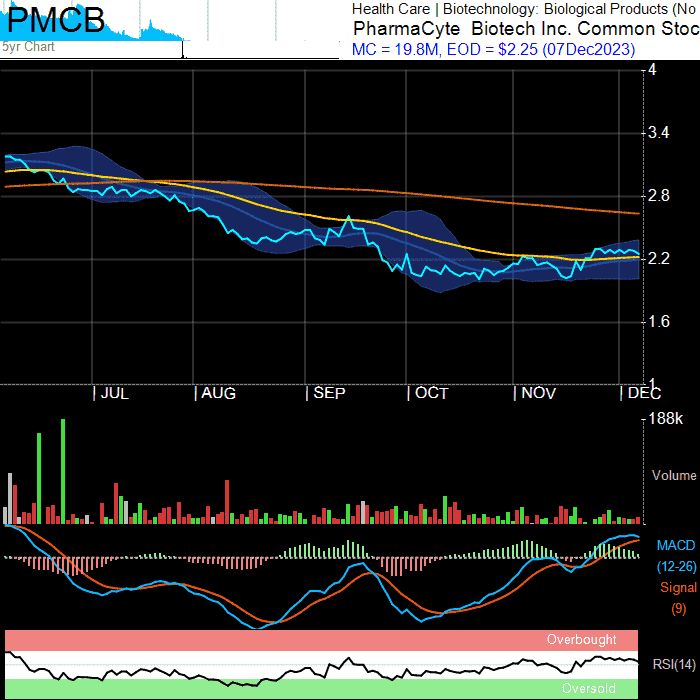 PMCB
5yr Chart
Health Care | Biotechnology: Biological Products (No
PharmaCyte Biotech Inc. Common Stoc
MC = 19.8M, EOD = $2.25 (07Dec2023)
4
3.4
2.8
2.2
1.6
1
JUL AUG SEP OCT NOV DEC
188k
Volume
MACD
(12-26)
Signal
(9)
Overbought
RSI(14)
Oversold